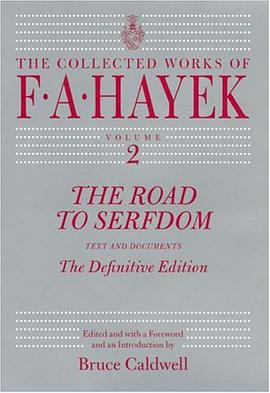 THE COLLECTED WORKS OF
F·A·HAYEK
VOLUME
2
THE ROAD
TO SERFDOM
TEXT AND DOCUMENTS
The Definitive Edition
Edited and with a Foreword
and an Introduction by
Bruce Caldwell